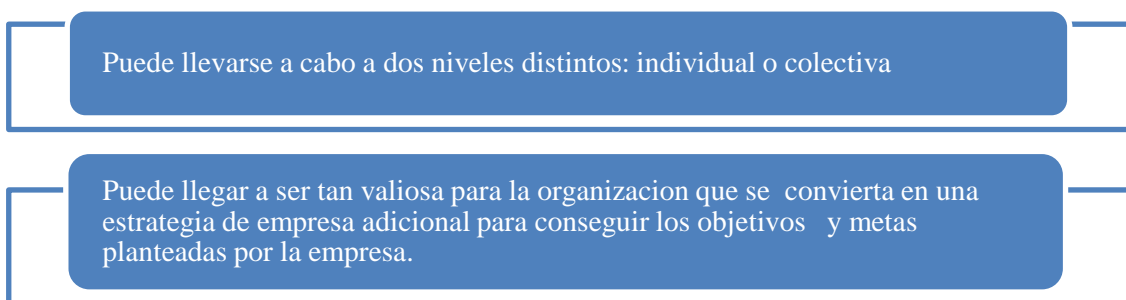 Puede llevarse a cabo a dos niveles distintos: individual o colectiva
Puede llegar a ser tan valiosa para la organizacion que se convierta en una
estrategia de empresa adicional para conseguir los objetivos y metas
planteadas por la empresa.